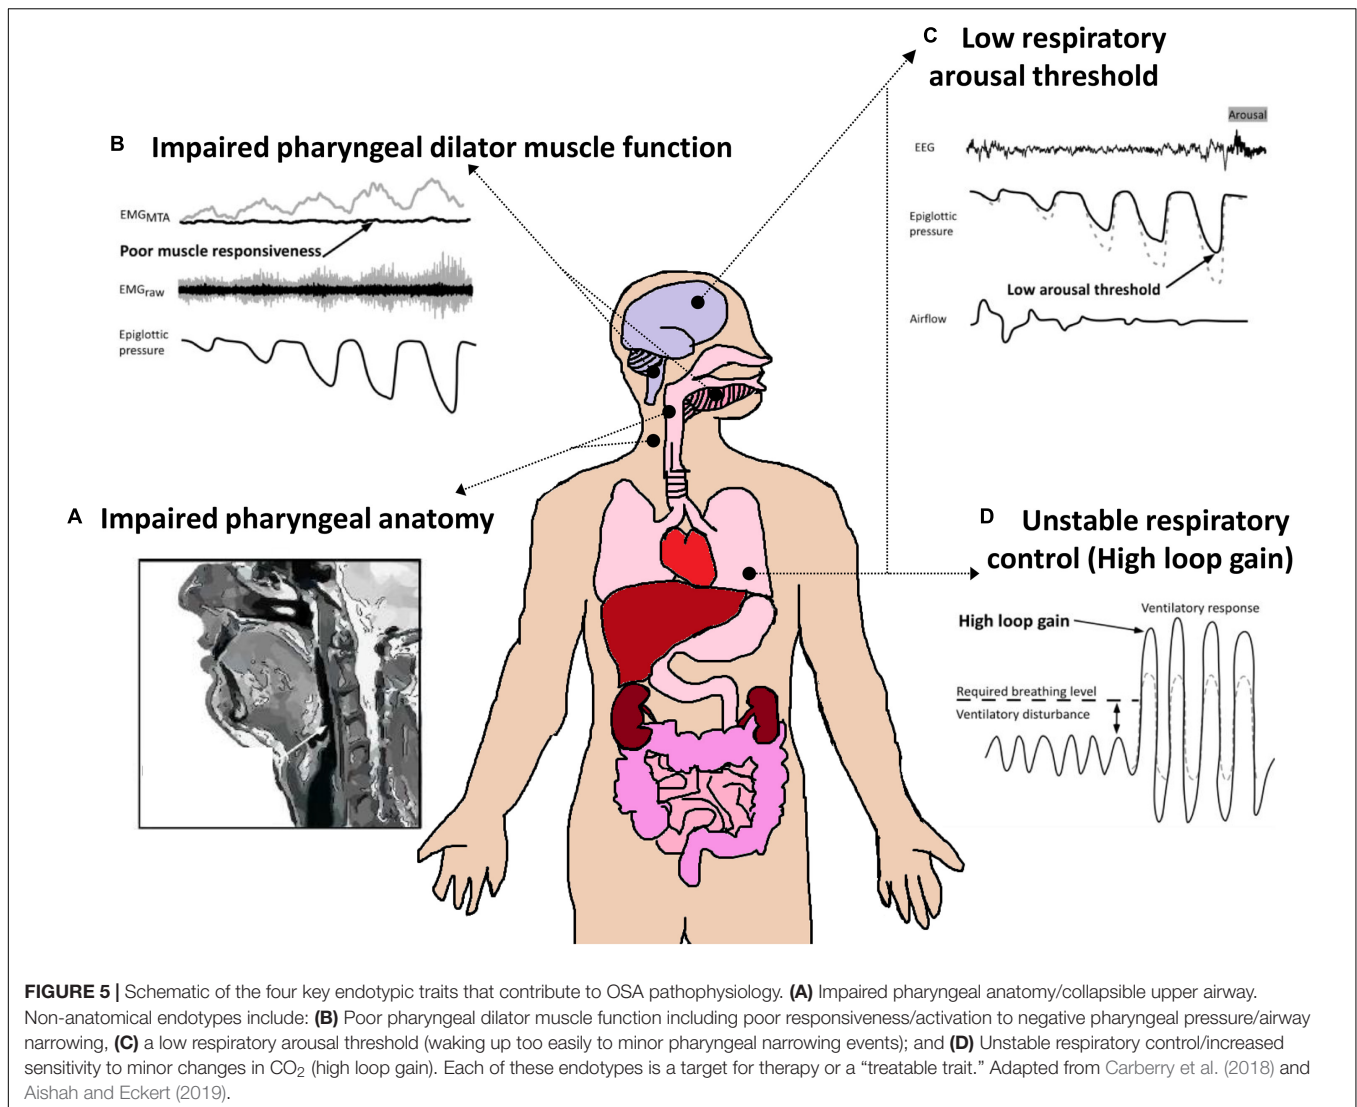 C Low respiratory
arousal threshold
Arousal
EEG
Epiglottic
pressure
Low arousal threshold
Airflow
B Impaired pharyngeal dilator muscle function
EMGMTA
Poor muscle responsiveness
EMGraw
Epiglottic
pressure
A Impaired pharyngeal anatomy
D Unstable respiratory
control (High loop gain)
Ventilatory response
High loop gain
Required breathing level
Ventilatory disturbance
FIGURE 5 | Schematic of the four key endotypic traits that contribute to OSA pathophysiology. (A) Impaired pharyngeal anatomy/collapsible upper airway.
Non-anatomical endotypes include: (B) Poor pharyngeal dilator muscle function including poor responsiveness/activation to negative pharyngeal pressure/airway
narrowing, (C) a low respiratory arousal threshold (waking up too easily to minor pharyngeal narrowing events); and (D) Unstable respiratory control/increased
sensitivity to minor changes in CO2 (high loop gain). Each of these endotypes is a target for therapy or a “treatable trait.” Adapted from Carberry et al. (2018) and
Aishah and Eckert (2019).